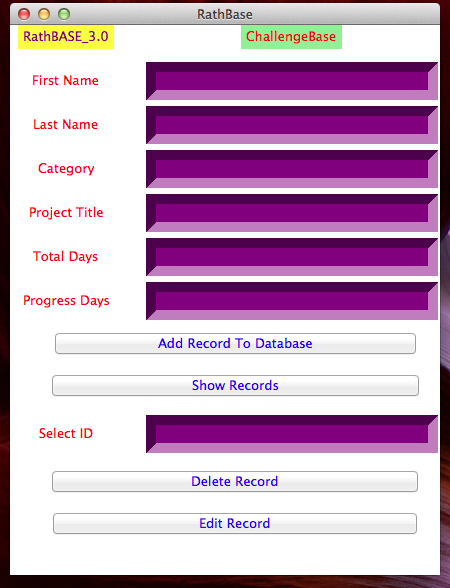 RathBase
RathBASE_3.0 ChallengeBase
First Name
Last Name
Category
Project Title
Total Days
Progress Days
Add Record To Database
Show Records
Select ID
Delete Record
Edit Record